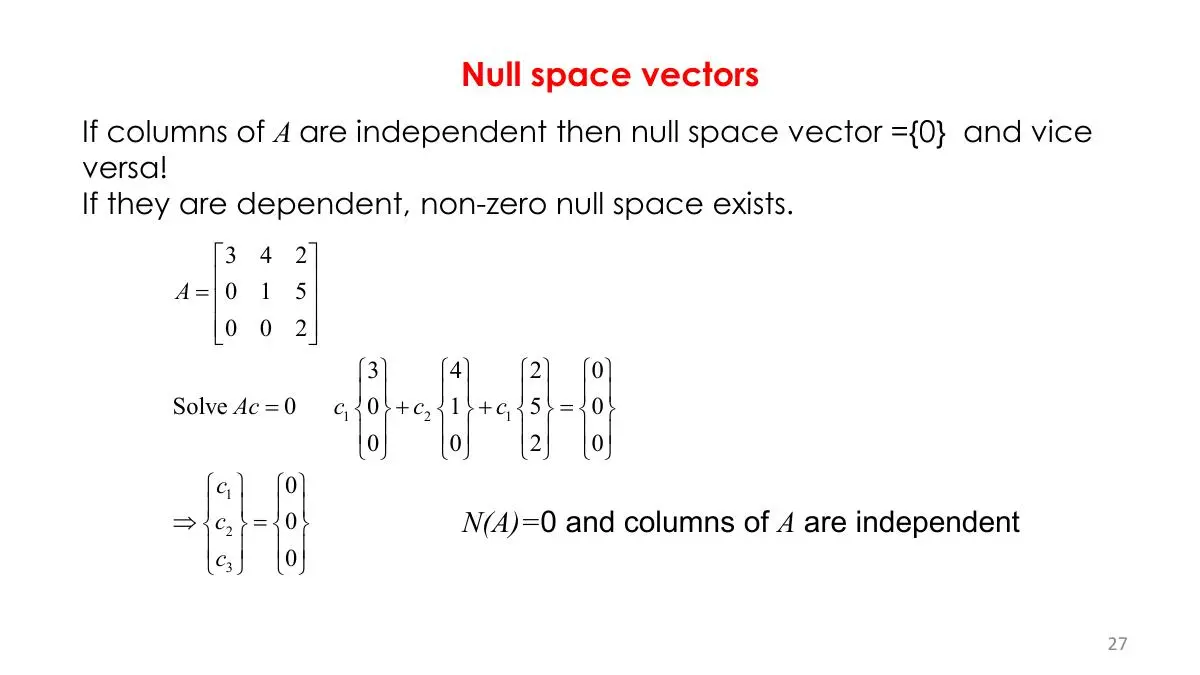 Null space vectors
If columns of A are independent then null space vector ={0} and vice
versa!
If they are dependent, non-zero null space exists.
A = [3 4 2
0 1 5
0 0 2]
Solve Ac = 0 c₁{3 0 0} + c₂{4 1 0} + c₁{2 5 2} = {0 0 0}
⇒ {c₁ c₂ c₃} = {0 0 0} N(A)=0 and columns of A are independent
27